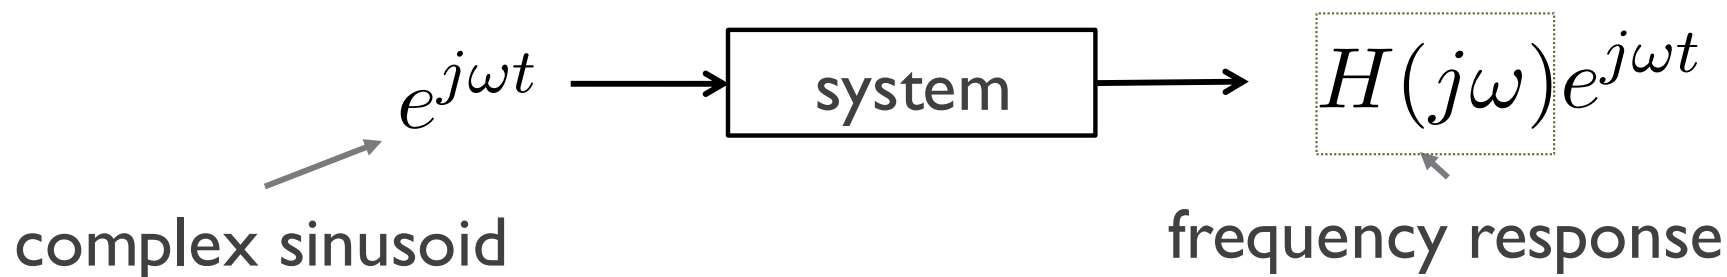 e^{jωt} system H(jω)e^{jωt}
complex sinusoid frequency response